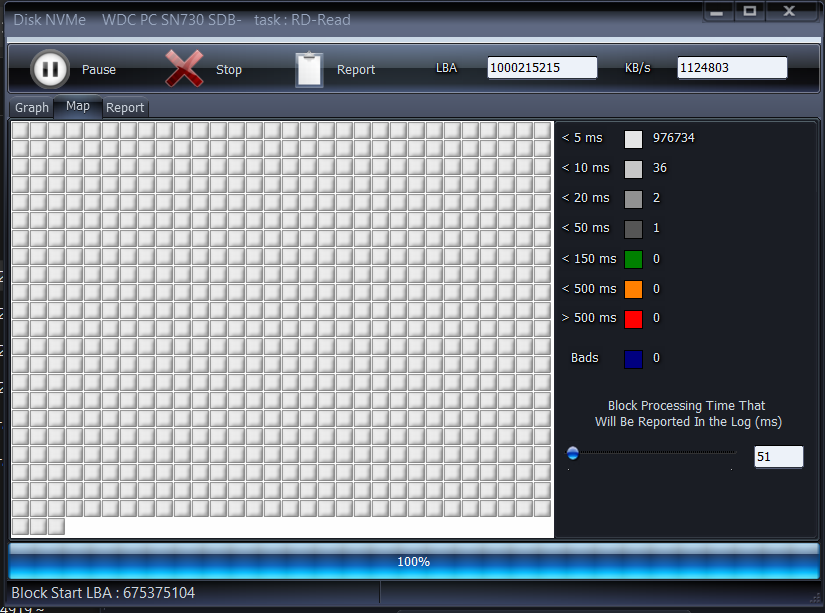 Disk NVMe WDC PC SN730 SDB- task : RD-Read
Pause Stop Report LBA 1000215215 KB/s 1124803
Graph Map Report
< 5 ms 976734
< 10 ms 36
< 20 ms 2
< 50 ms 1
< 150 ms 0
< 500 ms 0
> 500 ms 0
Bads 0
Block Processing Time That
Will Be Reported In the Log (ms)
51
100%
Block Start LBA : 675375104